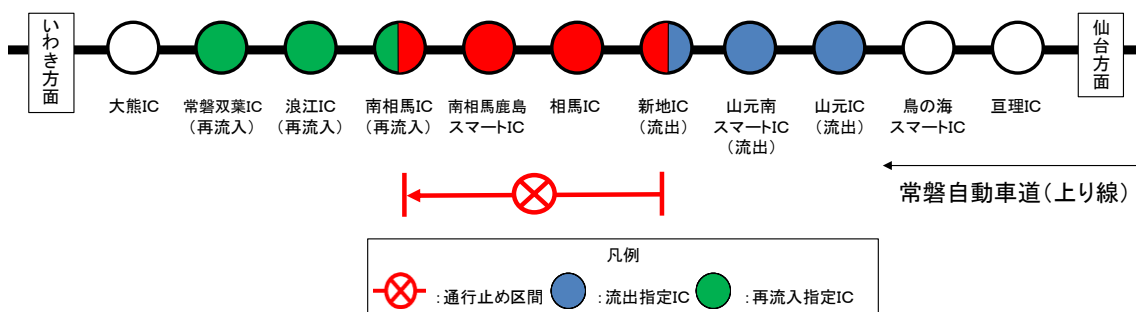 いわき方面
仙台方面
大熊IC
常磐双葉IC
(再流入)
浪江IC
(再流入)
南相馬IC
(再流入)
南相馬鹿島
スマートIC
相馬IC
新地IC
(流出)
山元南
スマートIC
(流出)
山元IC
(流出)
鳥の海
スマートIC
亘理IC
常磐自動車道(上り線)
凡例
:通行止め区間
:流出指定IC
:再流入指定IC